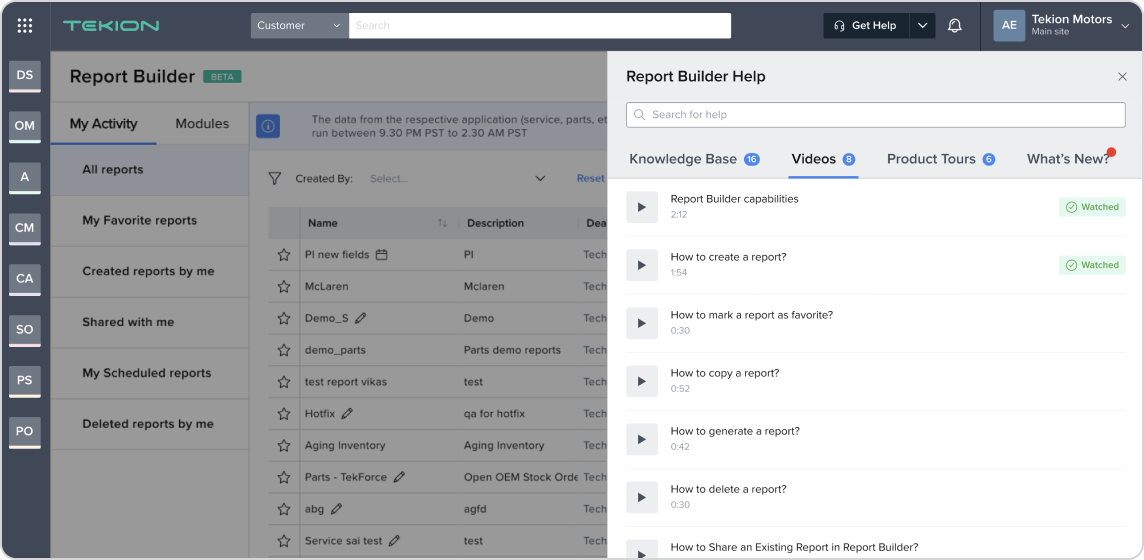 TEKION
Customer
Search
Get Help
AE
Tekion Motors
Main site
DS
OM
A
CM
CA
SO
PS
PO
Report Builder
BETA
My Activity
Modules
All reports
My Favorite reports
Created reports by me
Shared with me
My Scheduled reports
Deleted reports by me
The data from the respective application (service, parts, et
run between 9.30 PM PST to 2.30 AM PST
Created By: Select... Reset
Name Description Dea
PI new fields PI Tech
McLaren Mclaren Tech
Demo_S Demo Tech
demo_parts Parts demo reports Tech
test report vikas test Tech
Hotfix qa for hotfix Tech
Aging Inventory Aging Inventory Tech
Parts - TekForce Open OEM Stock Orde Tech
abg agfd Tech
Service sai test test Tech
Report Builder Help
Search for help
Knowledge Base 16 Videos 8 Product Tours 6 What's New?
Report Builder capabilities
2:12
Watched
How to create a report?
1:54
Watched
How to mark a report as favorite?
0:30
How to copy a report?
0:52
How to generate a report?
0:42
How to delete a report?
0:30
How to Share an Existing Report in Report Builder?